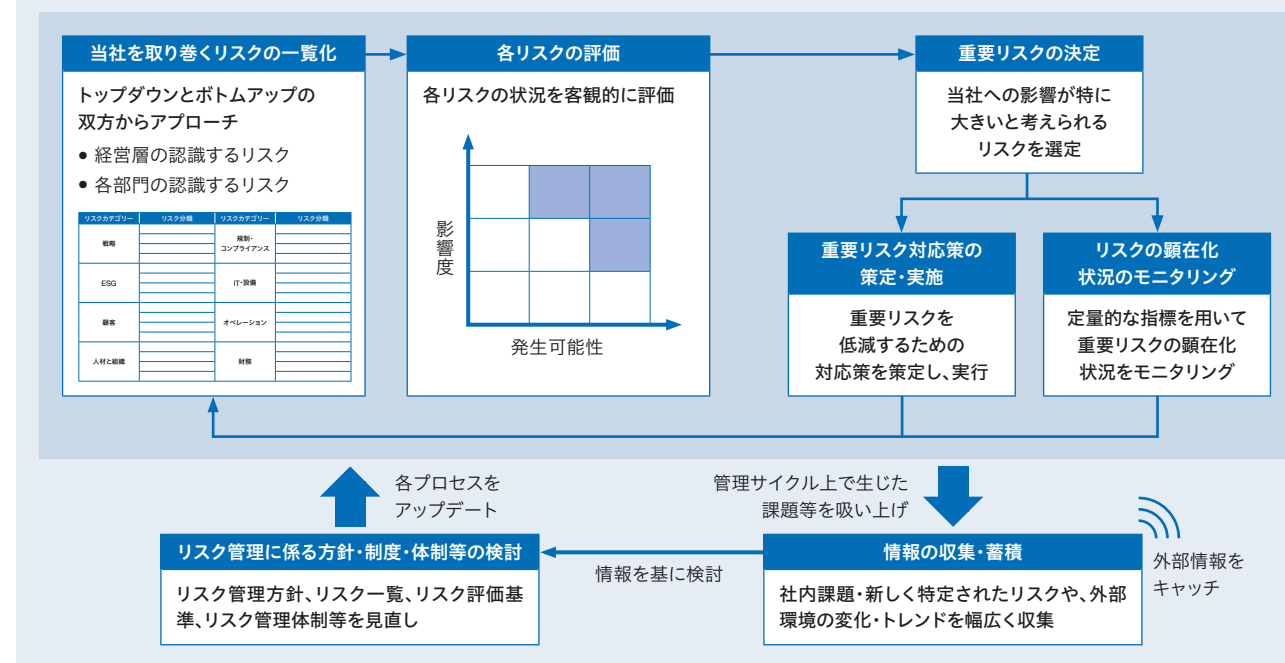 当社を取り巻くリスクの一覧化
トップダウンとボトムアップの
双方からアプローチ
● 経営層の認識するリスク
● 各部門の認識するリスク
リスクカテゴリー リスク分類 リスクカテゴリー リスク分類
戦略
規制・
コンプライアンス
ESG
IT・設備
顧客
オペレーション
人材と組織
財務
各リスクの評価
各リスクの状況を客観的に評価
影響度
発生可能性
重要リスクの決定
当社への影響が特に
大きいと考えられる
リスクを選定
重要リスク対応策の
策定・実施
重要リスクを
低減するための
対応策を策定し、実行
リスクの顕在化
状況のモニタリング
定量的な指標を用いて
重要リスクの顕在化
状況をモニタリング
各プロセスを
アップデート
管理サイクル上で生じた
課題等を吸い上げ
リスク管理に係る方針・制度・体制等の検討
リスク管理方針、リスク一覧、リスク評価基
準、リスク管理体制等を見直し
情報を基に検討
情報の収集・蓄積
社内課題・新しく特定されたリスクや、外部
環境の変化・トレンドを幅広く収集
外部情報を
キャッチ